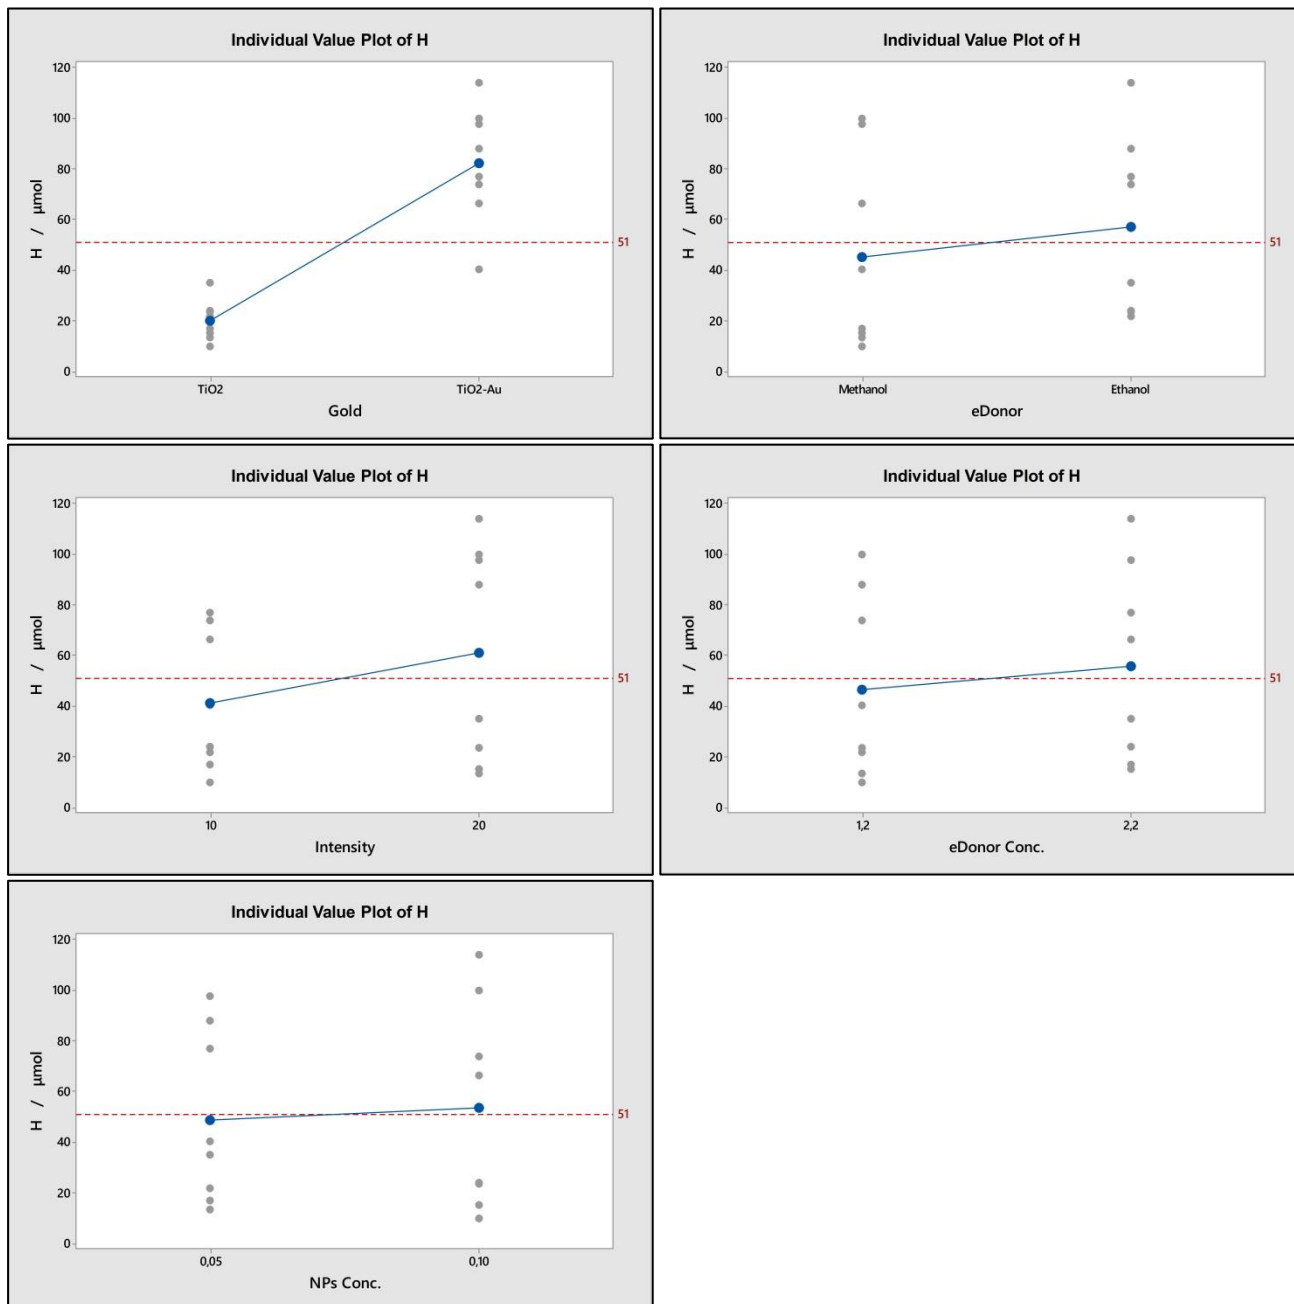 Individual Value Plot of H
120
100
80
60
40
20
0
H / µmol
51
TiO2 TiO2-Au
Gold
Individual Value Plot of H
120
100
80
60
40
20
0
H / µmol
51
Methanol Ethanol
eDonor
Individual Value Plot of H
120
100
80
60
40
20
0
H / µmol
51
10 20
Intensity
Individual Value Plot of H
120
100
80
60
40
20
0
H / µmol
51
1,2 2,2
eDonor Conc.
Individual Value Plot of H
120
100
80
60
40
20
0
H / µmol
51
0,05 0,10
NPs Conc.